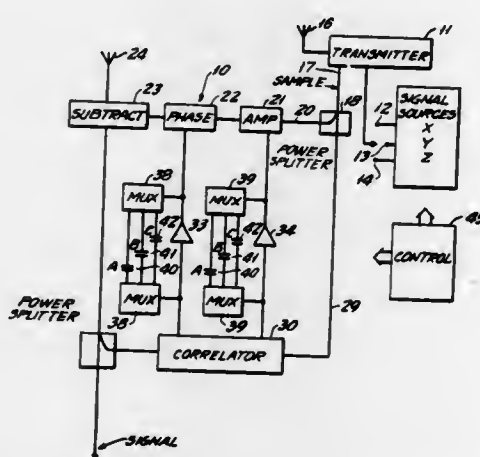 16
11
24
TRANSMITTER
10
17
23
22
21
SAMPLE
20
18
SUBTRACT
PHASE
AMP
SIGNAL
SOURCES
12
X
POWER
SPLITTER
13
Y
14
Z
38
39
MUX
MUX
42
33
42
34
C
C
B
41
B
41
A
40
A
40
45
CONTROL
MUX
MUX
38
39
29
POWER
SPLITTER
30
CORRELATOR
SIGNAL